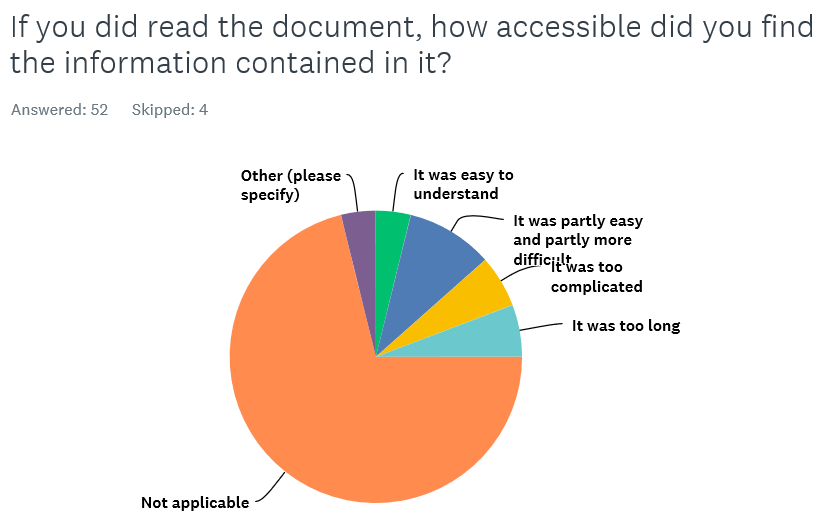 If you did read the document, how accessible did you find
the information contained in it?
Answered: 52 Skipped: 4
Other (please
specify)
It was easy to
understand
It was partly easy
and partly more
difficult
It was too
complicated
It was too long
Not applicable